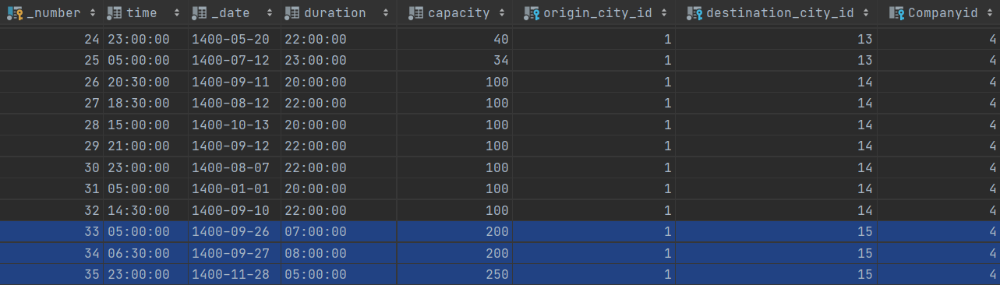 _number time _date duration capacity origin_city_id destination_city_id Companyid
24 23:00:00 1400-05-20 22:00:00 40 1 13 4
25 05:00:00 1400-07-12 23:00:00 34 1 13 4
26 20:30:00 1400-09-11 20:00:00 100 1 14 4
27 18:30:00 1400-08-12 22:00:00 100 1 14 4
28 15:00:00 1400-10-13 20:00:00 100 1 14 4
29 21:00:00 1400-09-12 22:00:00 100 1 14 4
30 23:00:00 1400-08-07 22:00:00 100 1 14 4
31 05:00:00 1400-01-01 20:00:00 100 1 14 4
32 14:30:00 1400-09-10 22:00:00 100 1 14 4
33 05:00:00 1400-09-26 07:00:00 200 1 15 4
34 06:30:00 1400-09-27 08:00:00 200 1 15 4
35 23:00:00 1400-11-28 05:00:00 250 1 15 4